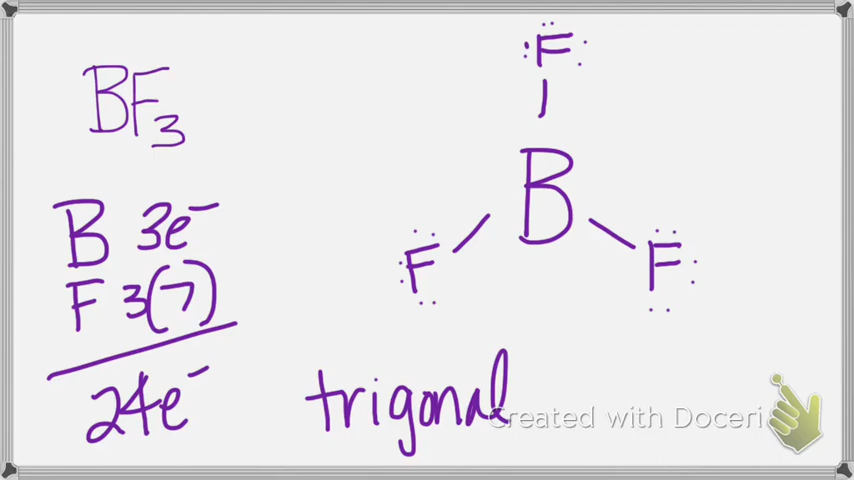 BF3
B 3e-
F 3(7)
24e-
F
B
F F
trigonal
Created with Doceri